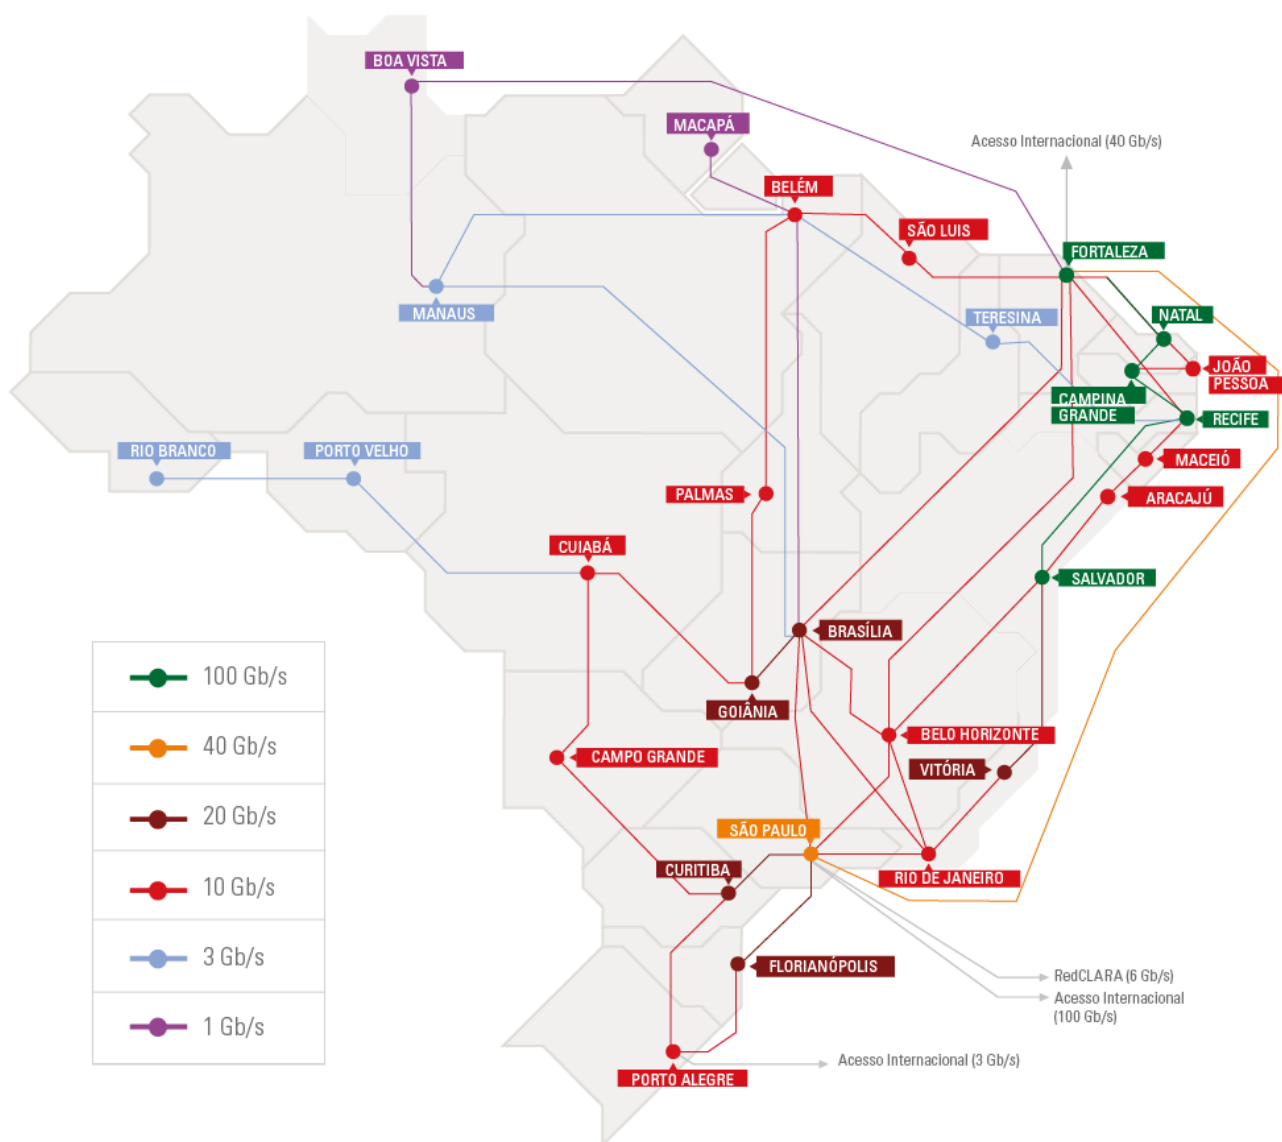 BOA VISTA
MACAPÁ
Acesso Internacional (40 Gb/s)
BELÉM
SÃO LUIS
FORTALEZA
MANAUS
TERESINA
NATAL
JOÃO
PESSOA
CAMPINA
GRANDE
RECIFE
RIO BRANCO
PORTO VELHO
MACEIÓ
PALMAS
ARACAJÚ
CUIABÁ
SALVADOR
BRASÍLIA
100 Gb/s
GOIÂNIA
BELO HORIZONTE
40 Gb/s
CAMPO GRANDE
VITÓRIA
20 Gb/s
SÃO PAULO
CURITIBA
RIO DE JANEIRO
10 Gb/s
3 Gb/s
FLORIANÓPOLIS
RedCLARA (6 Gb/s)
Acesso Internacional
(100 Gb/s)
1 Gb/s
Acesso Internacional (3 Gb/s)
PORTO ALEGRE